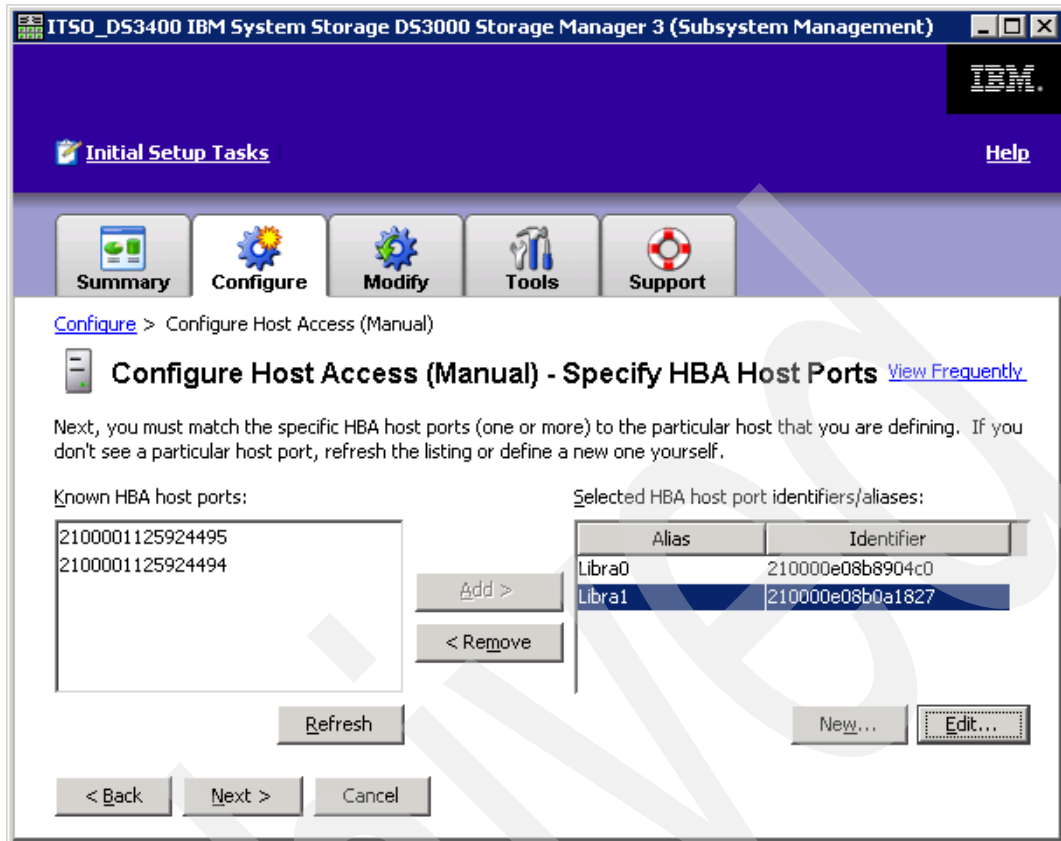 ITSO_DS3400 IBM System Storage DS3000 Storage Manager 3 (Subsystem Management)
IBM.
Initial Setup Tasks
Help
Summary
Configure
Modify
Tools
Support
Configure > Configure Host Access (Manual)
Configure Host Access (Manual) - Specify HBA Host Ports
View Frequently
Next, you must match the specific HBA host ports (one or more) to the particular host that you are defining. If you
don't see a particular host port, refresh the listing or define a new one yourself.
Known HBA host ports:
Selected HBA host port identifiers/aliases:
2100001125924495
2100001125924494
Add >
< Remove
Alias Identifier
Libra0 210000e08b8904c0
Libra1 210000e08b0a1827
Refresh
New...
Edit...
< Back
Next >
Cancel